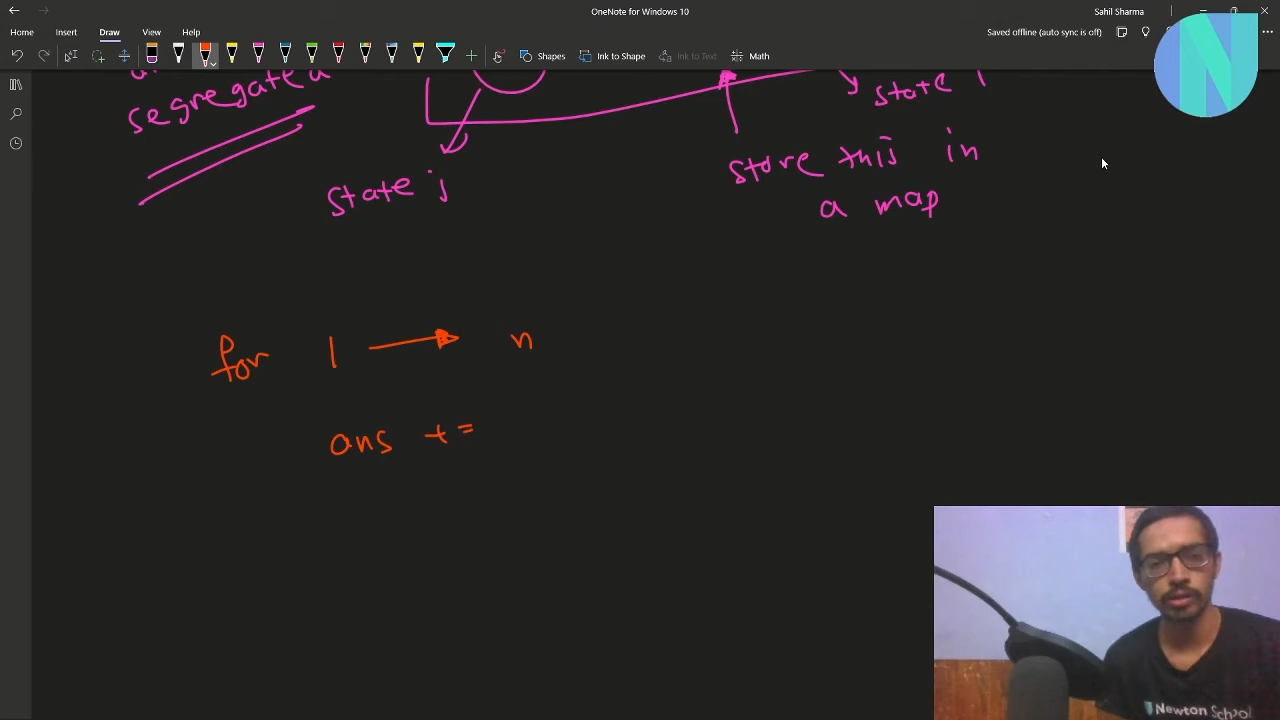 OneNote for Windows 10
Sahil Sharma
Home Insert Draw View Help
Saved offline (auto sync is off)
Shapes Ink to Shape Ink to Text Math
segregated
state i
state j
store this in
a map
for 1 → n
ans +=
Newton School